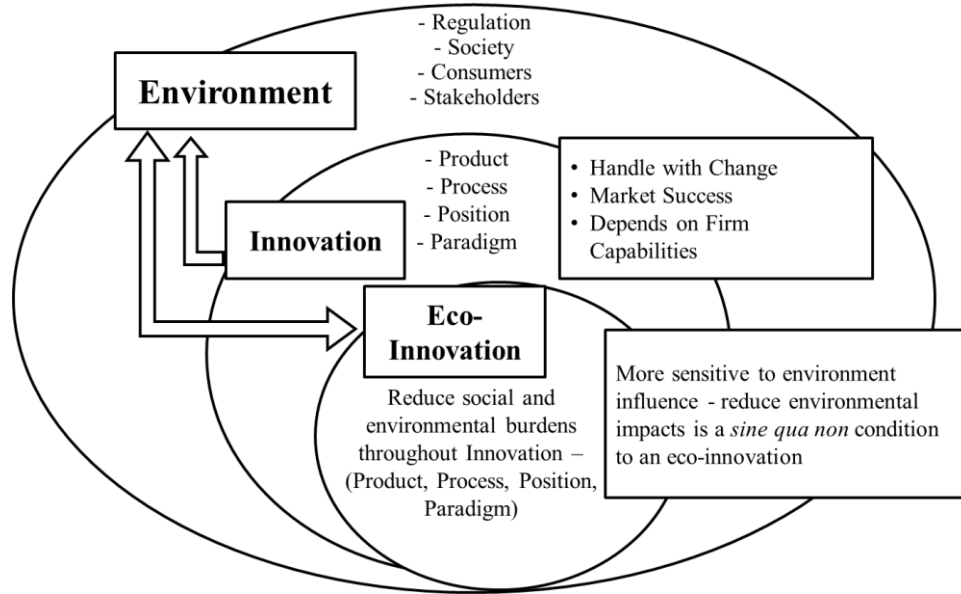 - Regulation
- Society
- Consumers
- Stakeholders
Environment
- Product
- Process
- Position
- Paradigm
• Handle with Change
• Market Success
• Depends on Firm
Capabilities
Innovation
Eco-
Innovation
Reduce social and
environmental burdens
throughout Innovation –
(Product, Process, Position,
Paradigm)
More sensitive to environment
influence - reduce environmental
impacts is a sine qua non condition
to an eco-innovation